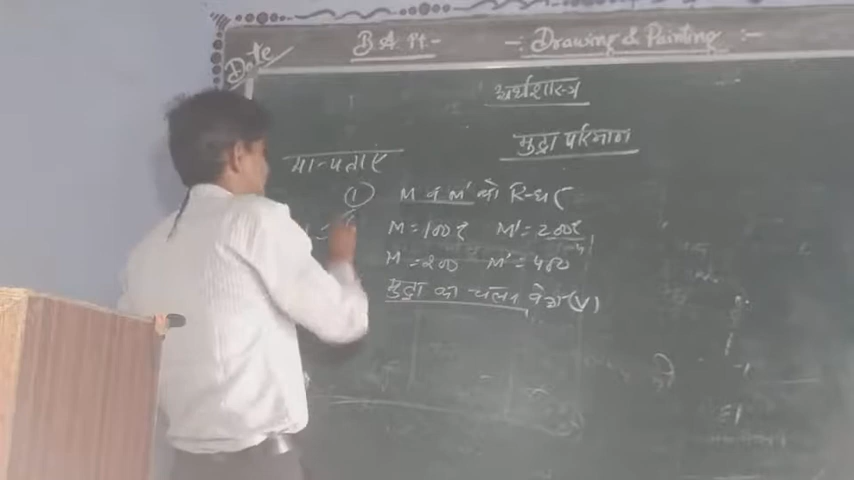 Date B.A. Ist - Drawing & Painting -
अर्थशास्त्र
मुद्रा परिमाण
मान्यताएं
① M व M' को स्थिर
M = 100₹ M' = 200₹
M = 200 M' = 400
मुद्रा का चलन वेग (V)